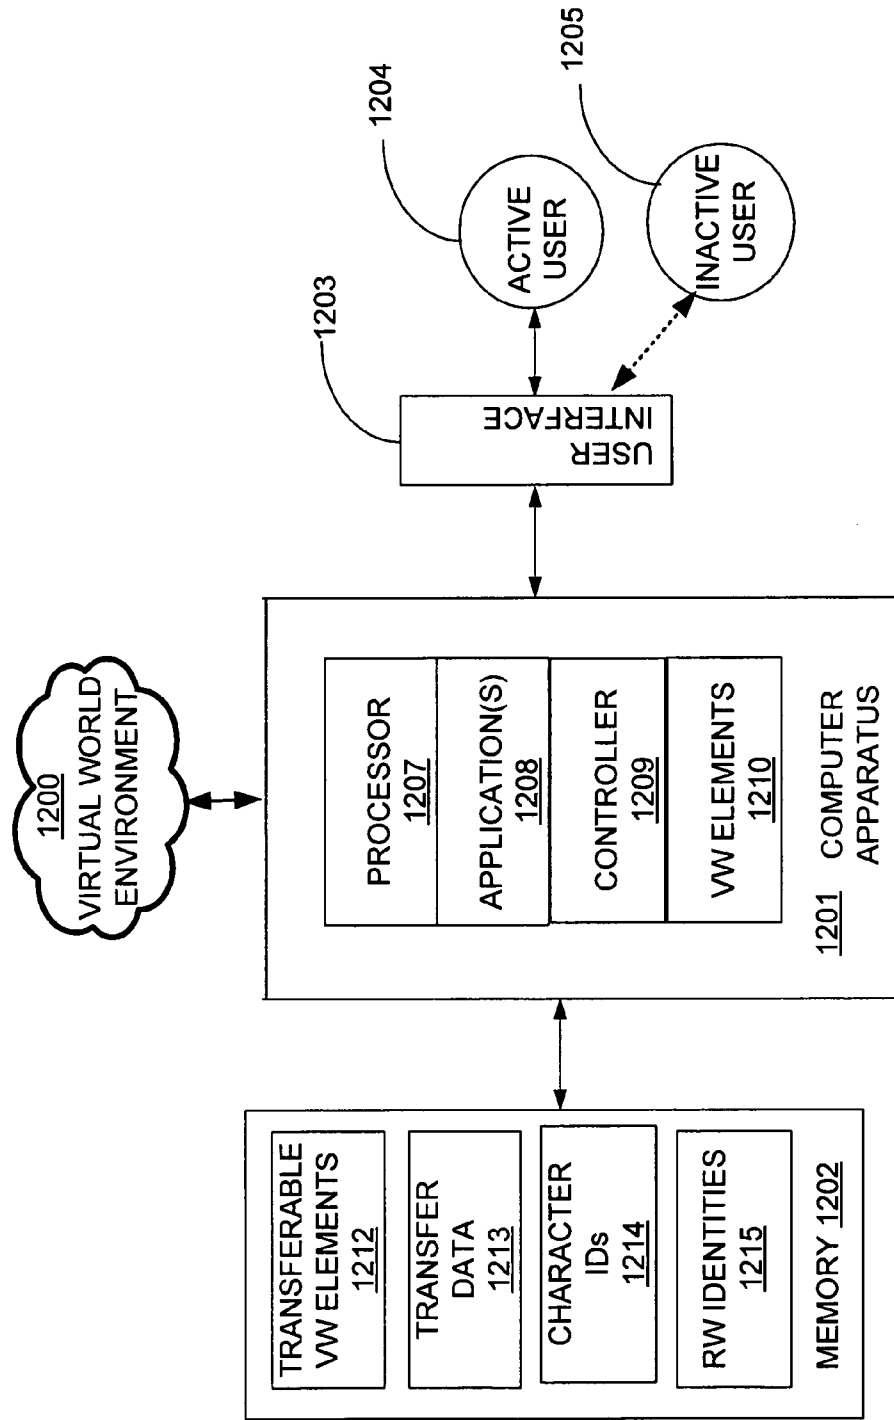 1200
VIRTUAL WORLD
ENVIRONMENT
TRANSFERABLE
VW ELEMENTS
1212
TRANSFER
DATA
1213
CHARACTER
IDs
1214
RW IDENTITIES
1215
MEMORY 1202
PROCESSOR
1207
APPLICATION(S)
1208
CONTROLLER
1209
VW ELEMENTS
1210
1201 COMPUTER
APPARATUS
1203
USER
INTERFACE
1204
ACTIVE
USER
1205
INACTIVE
USER